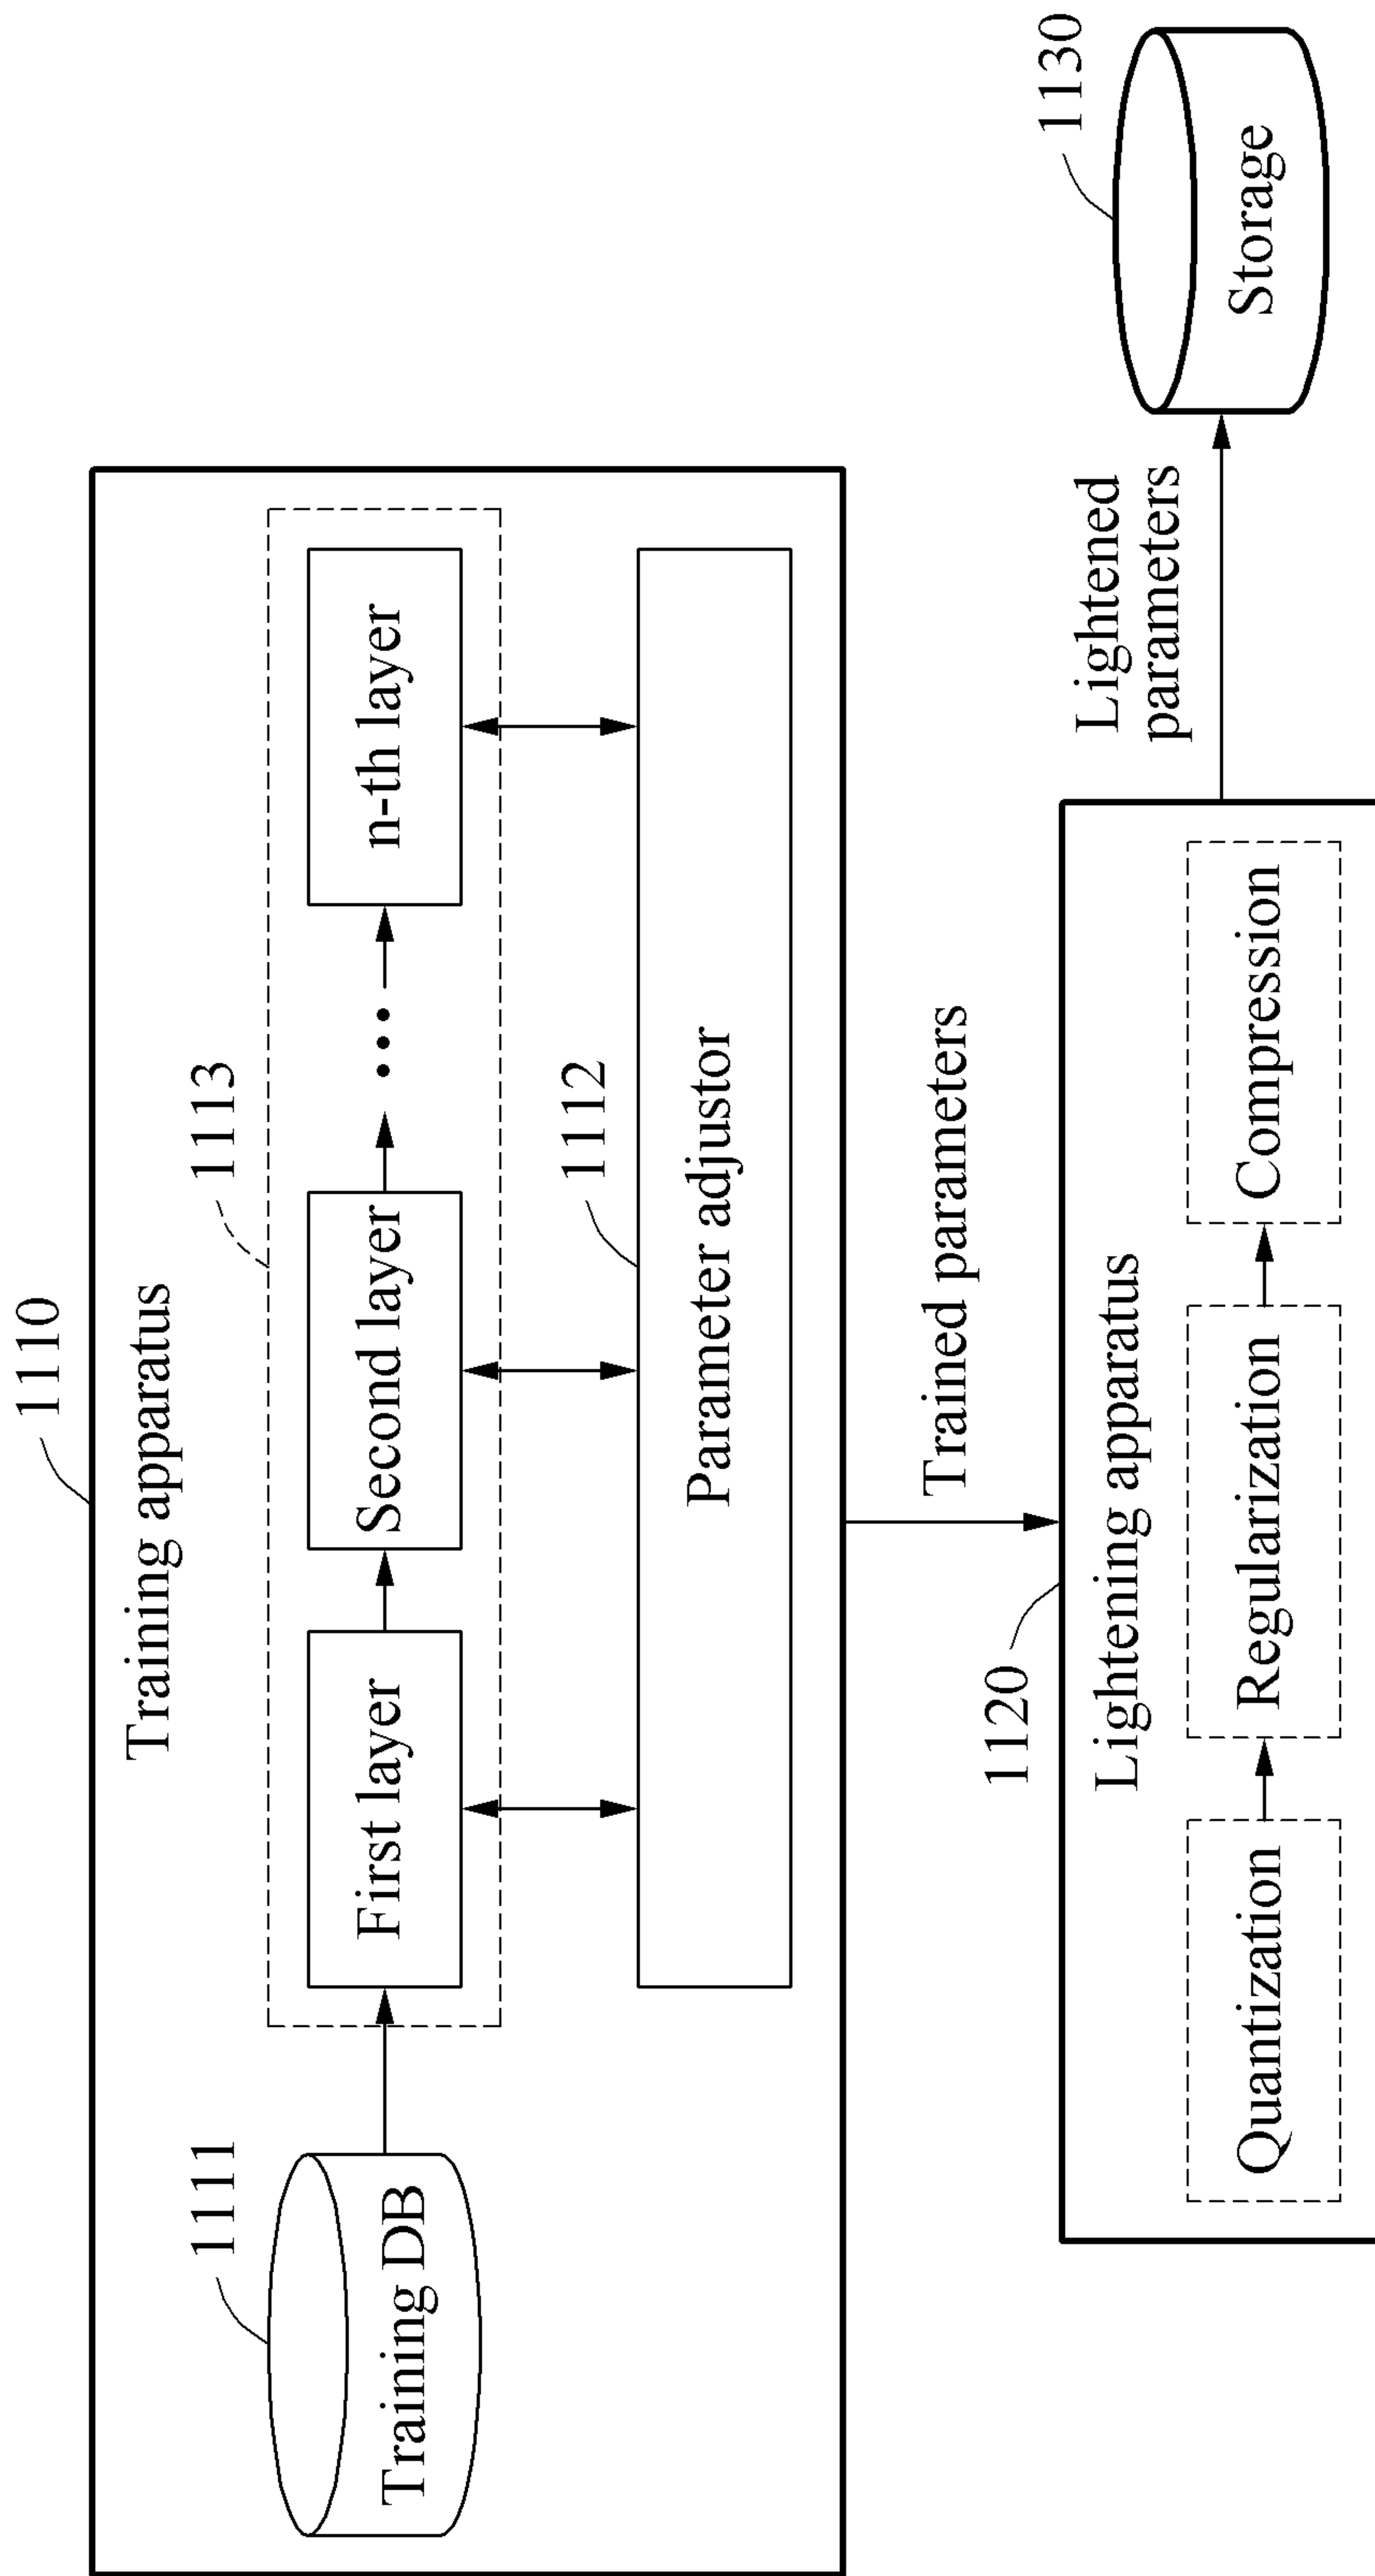 1110
Training apparatus
1111
1113
Training DB
First layer
Second layer
n-th layer
1112
Parameter adjustor
Trained parameters
1120
Lightening apparatus
Quantization
Regularization
Compression
Lightened
parameters
1130
Storage